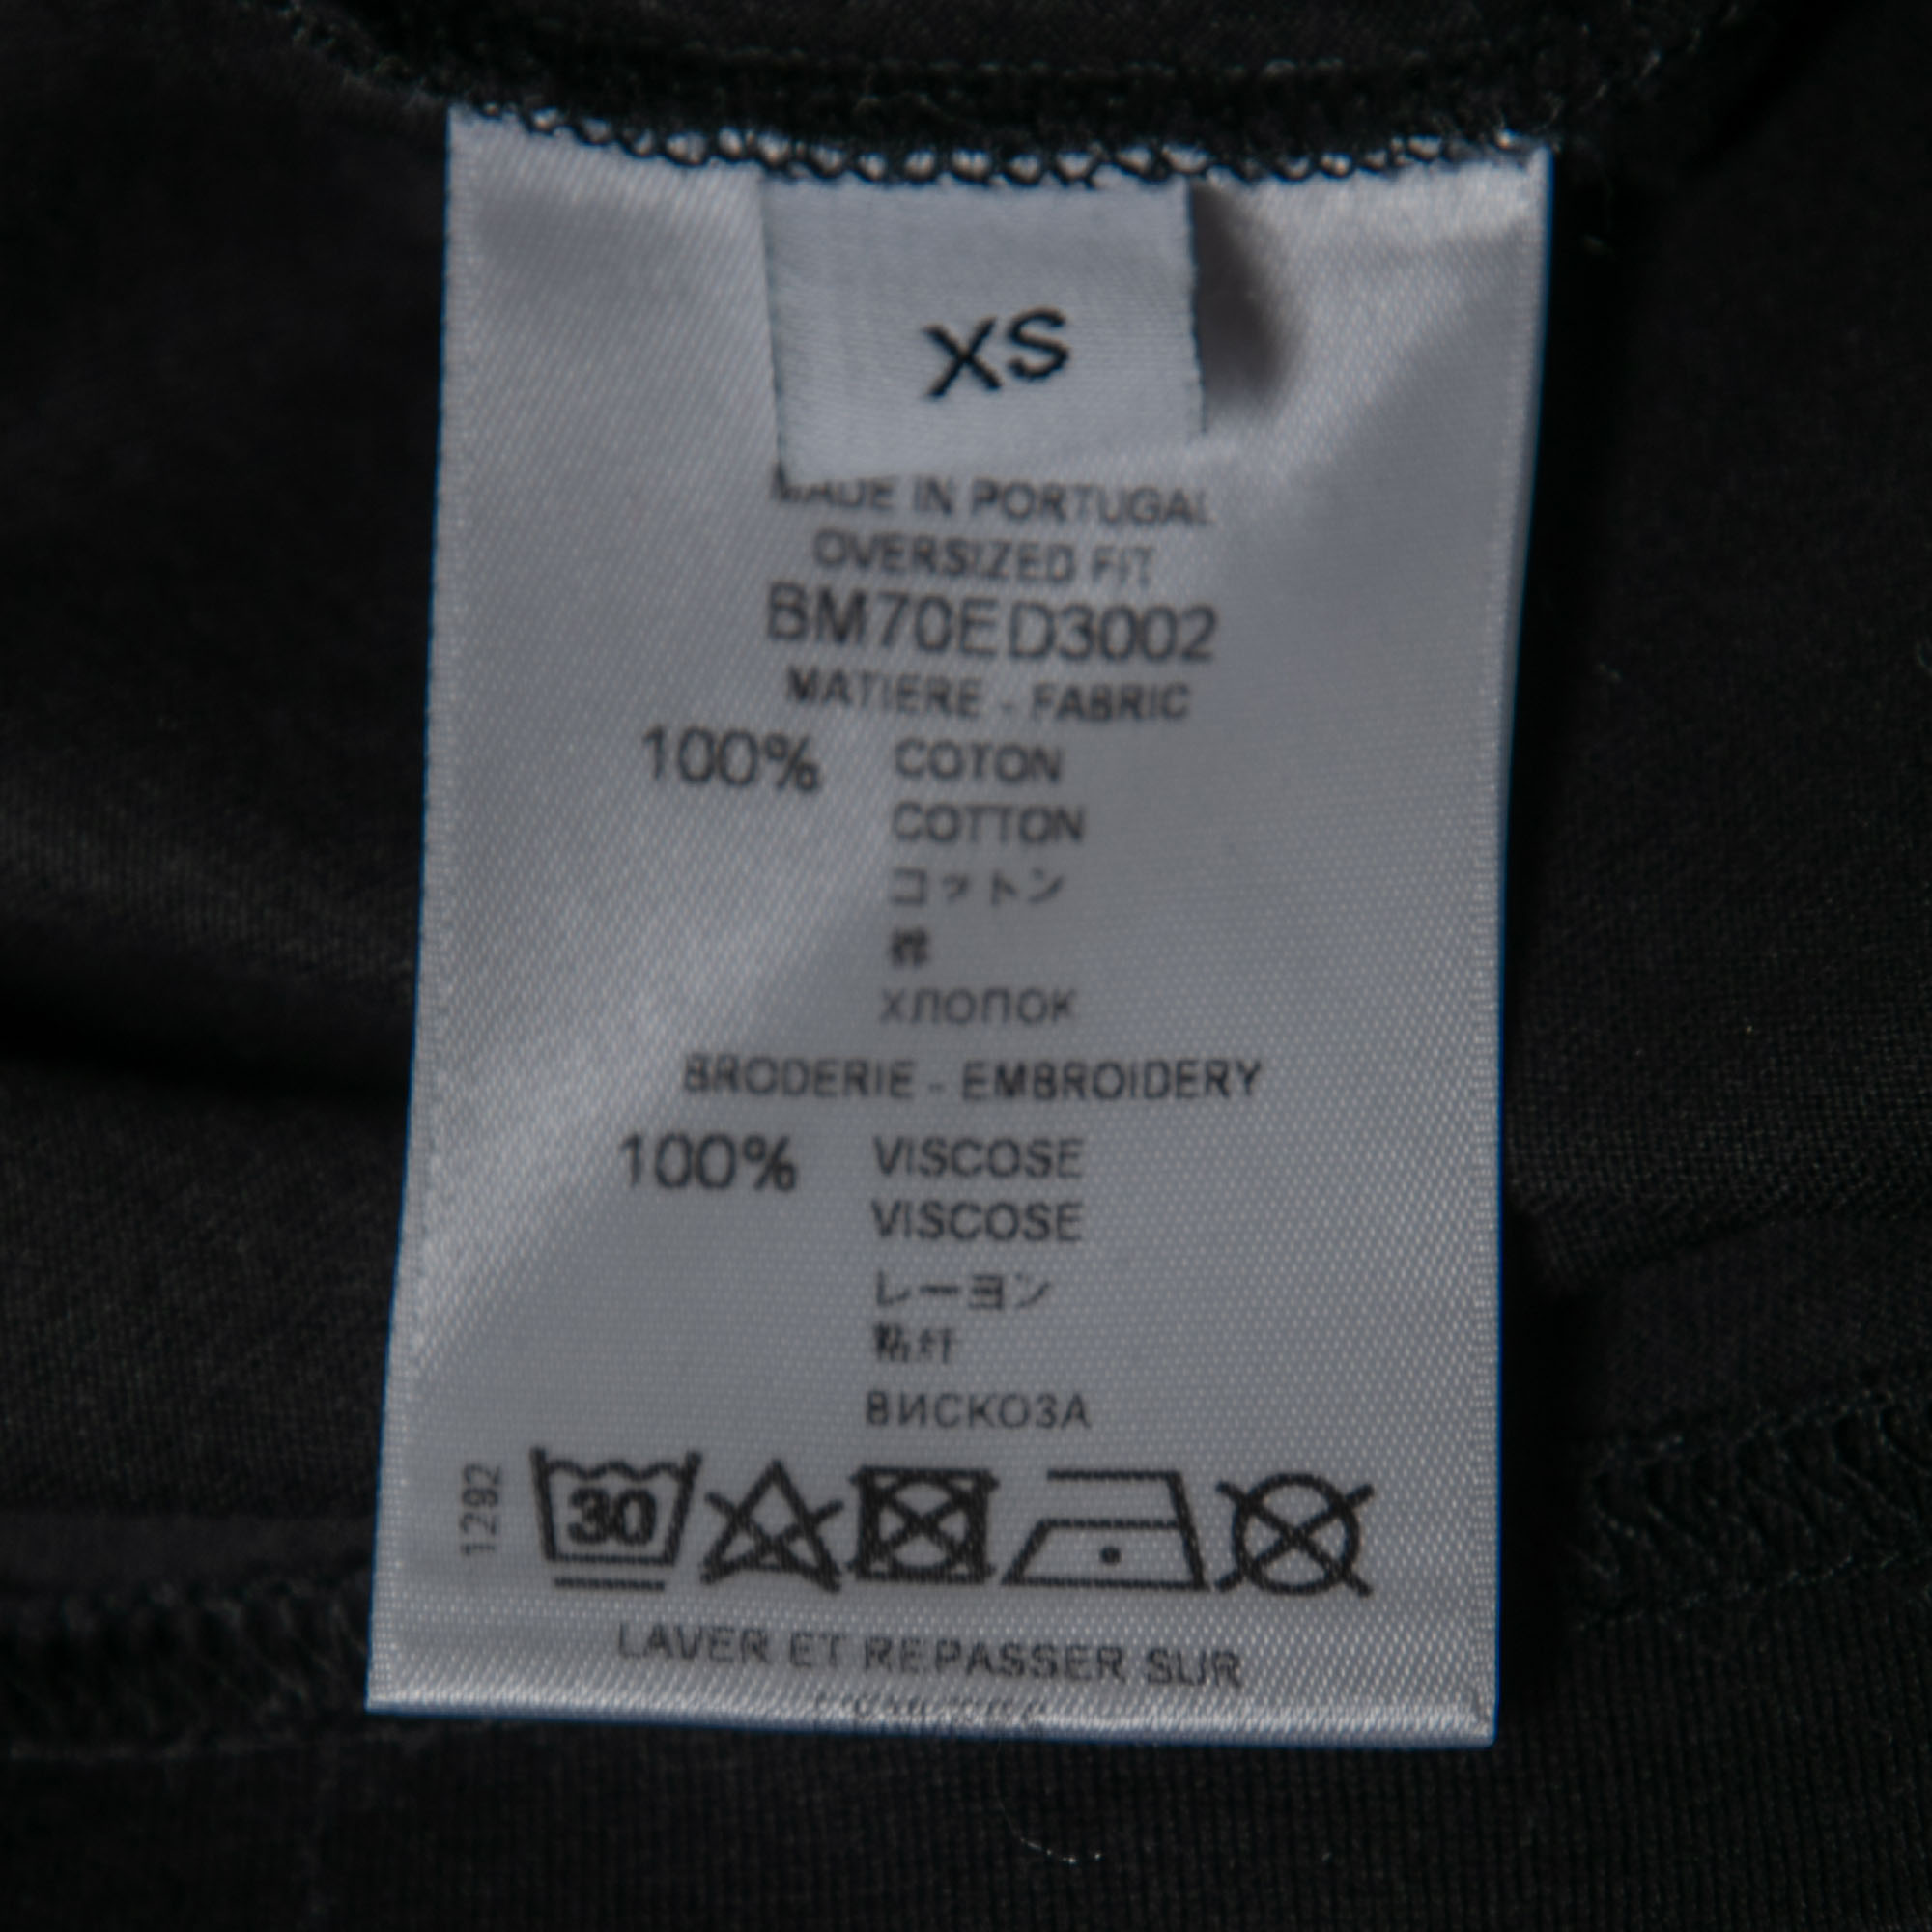 XS
MADE IN PORTUGAL
OVERSIZED FIT
BM70ED3002
MATIERE - FABRIC
100% COTON
COTTON
コットン
棉
ХЛОПОК
BRODERIE - EMBROIDERY
100% VISCOSE
VISCOSE
レーヨン
粘纤
ВИСКОЗА
1292
30
LAVER ET REPASSER SUR